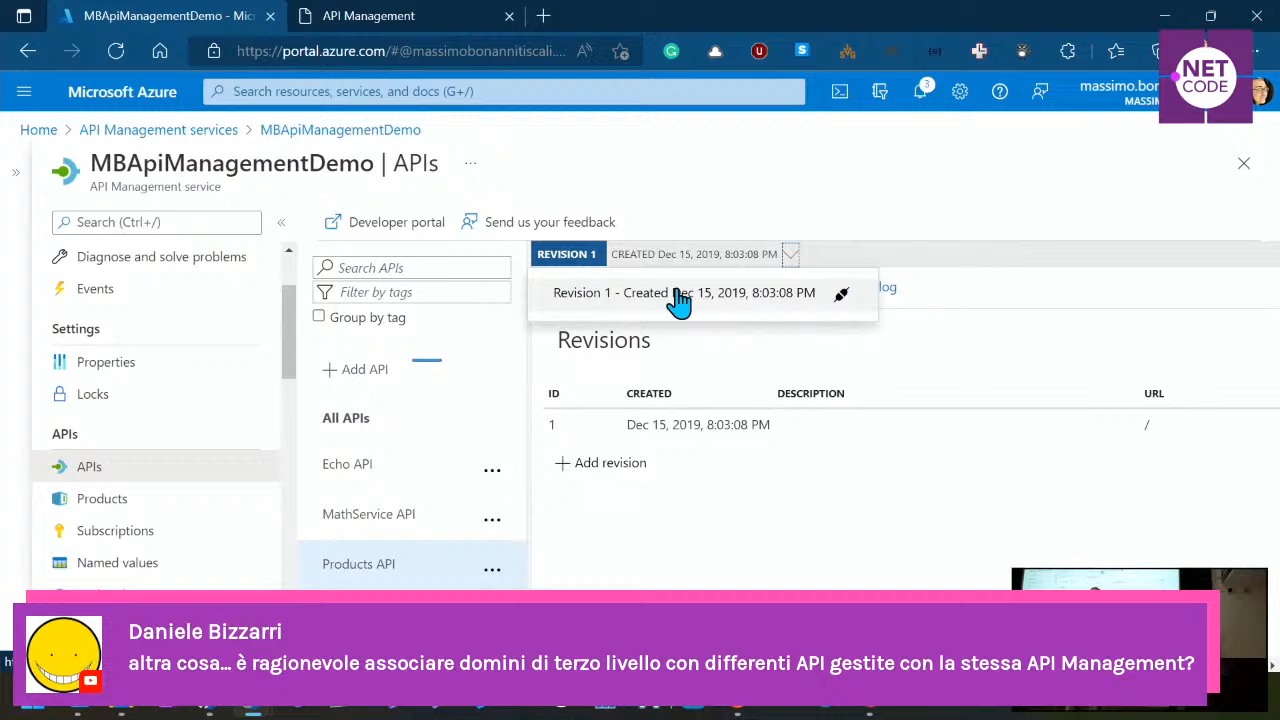 MBApiManagementDemo - Mic
API Management
https://portal.azure.com/#@massimobonannitiscali....
Microsoft Azure
Search resources, services, and docs (G+/)
3
massimo.bor
MASSIM
NET
CODE
Home > API Management services > MBApiManagementDemo
MBApiManagementDemo | APIs
API Management service
Search (Ctrl+/)
Developer portal
Send us your feedback
Diagnose and solve problems
Events
Settings
Properties
Locks
APIs
APIs
Products
Subscriptions
Named values
Search APIs
Filter by tags
Group by tag
Add API
All APIs
Echo API
MathService API
Products API
REVISION 1
CREATED Dec 15, 2019, 8:03:08 PM
Revision 1 - Created Dec 15, 2019, 8:03:08 PM
log
Revisions
ID CREATED DESCRIPTION URL
1 Dec 15, 2019, 8:03:08 PM /
Add revision
Daniele Bizzarri
altra cosa... è ragionevole associare domini di terzo livello con differenti API gestite con la stessa API Management?